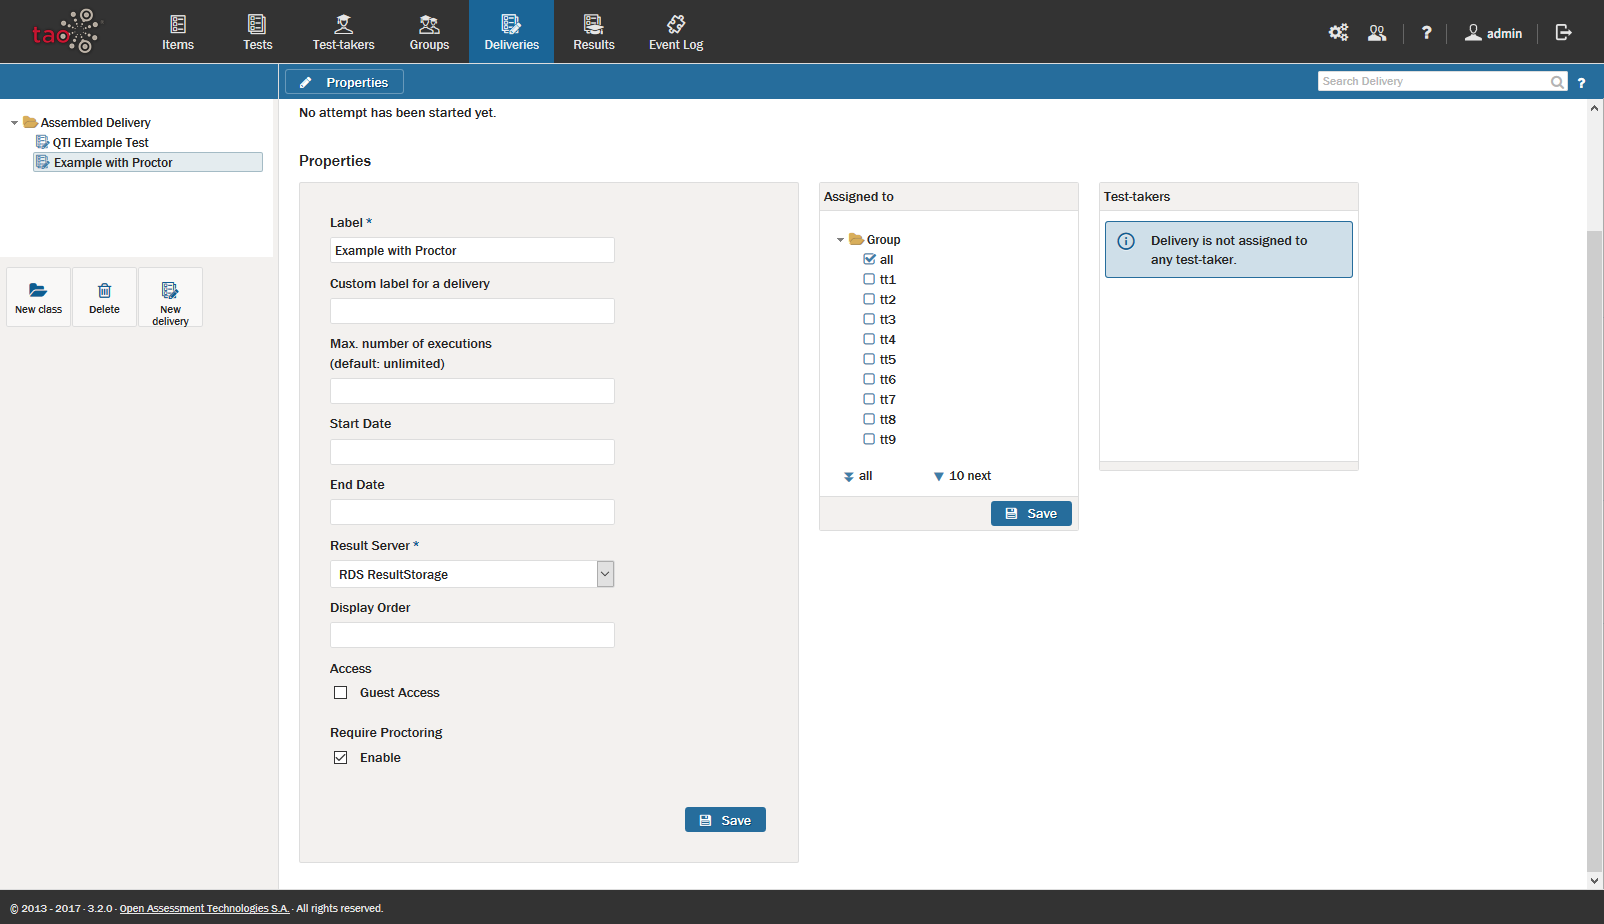 tao
Items
Tests
Test-takers
Groups
Deliveries
Results
Event Log
?
admin
Properties
Search Delivery
?
Assembled Delivery
QTI Example Test
Example with Proctor
New class
Delete
New
delivery
No attempt has been started yet.
Properties
Label *
Example with Proctor
Custom label for a delivery
Max. number of executions
(default: unlimited)
Start Date
End Date
Result Server *
RDS ResultStorage
Display Order
Access
Guest Access
Require Proctoring
Enable
Save
Assigned to
Group
all
tt1
tt2
tt3
tt4
tt5
tt6
tt7
tt8
tt9
all
10 next
Save
Test-takers
Delivery is not assigned to
any test-taker.
© 2013 - 2017 · 3.2.0 · Open Assessment Technologies S.A. · All rights reserved.